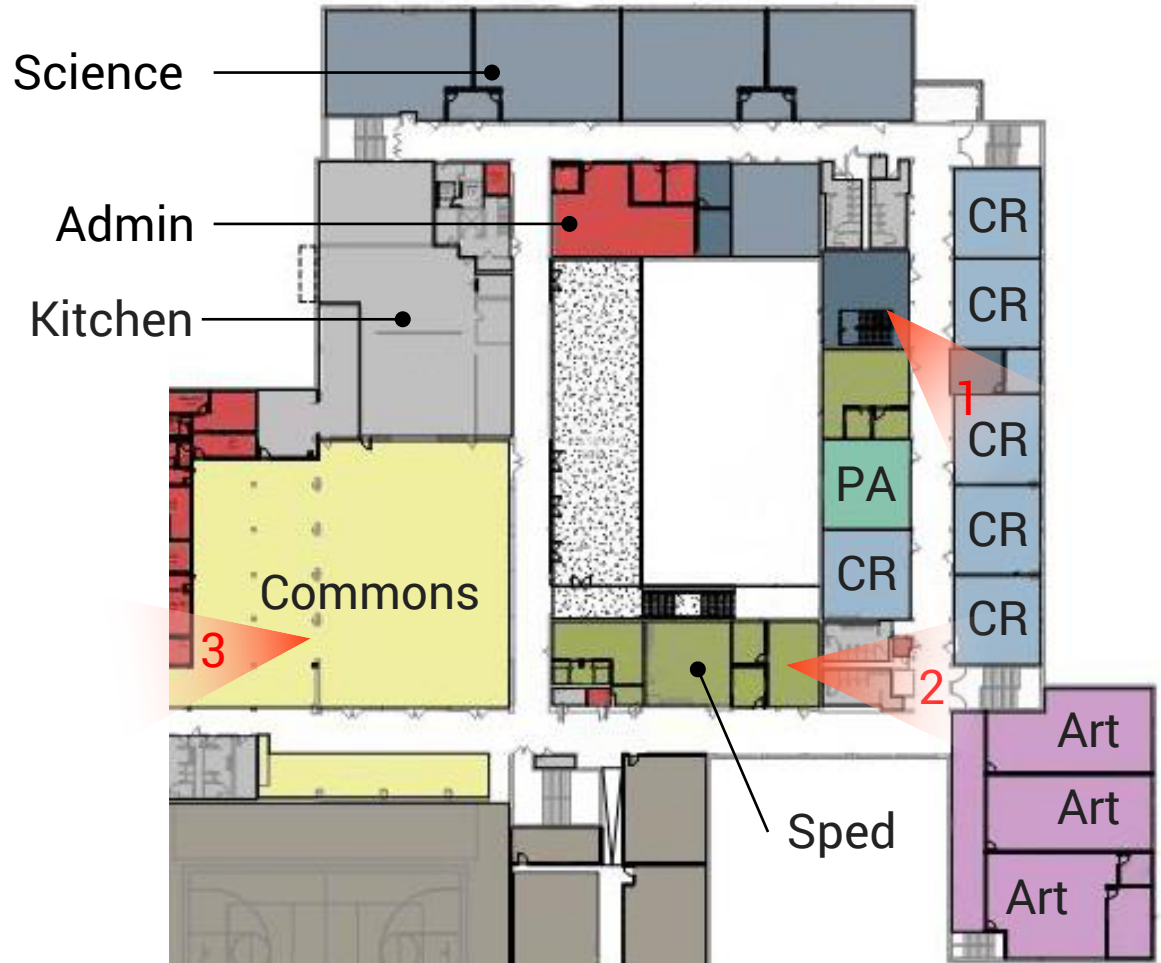 Science
Admin
CR
Kitchen
CR
1
CR
PA
CR
Commons
CR
CR
3
2
Art
Art
Sped
Art